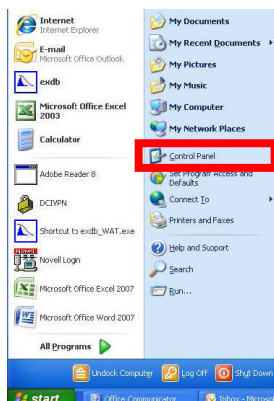 Internet
Internet Explorer
E-mail
Microsoft Office Outlook
exdb
Microsoft Office Excel
2003
Calculator
Adobe Reader 8
DCIVPN
Shortcut to exdb_WAT.exe
Novell
Novell Login
Microsoft Office Excel 2007
Microsoft Office Word 2007
All Programs
My Documents
My Recent Documents
My Pictures
My Music
My Computer
My Network Places
Control Panel
Set Program Access and
Defaults
Connect To
Printers and Faxes
Help and Support
Search
Run...
Undock Computer
Log Off
Shut Down
start
Office Communicator
Inbox - Microsof